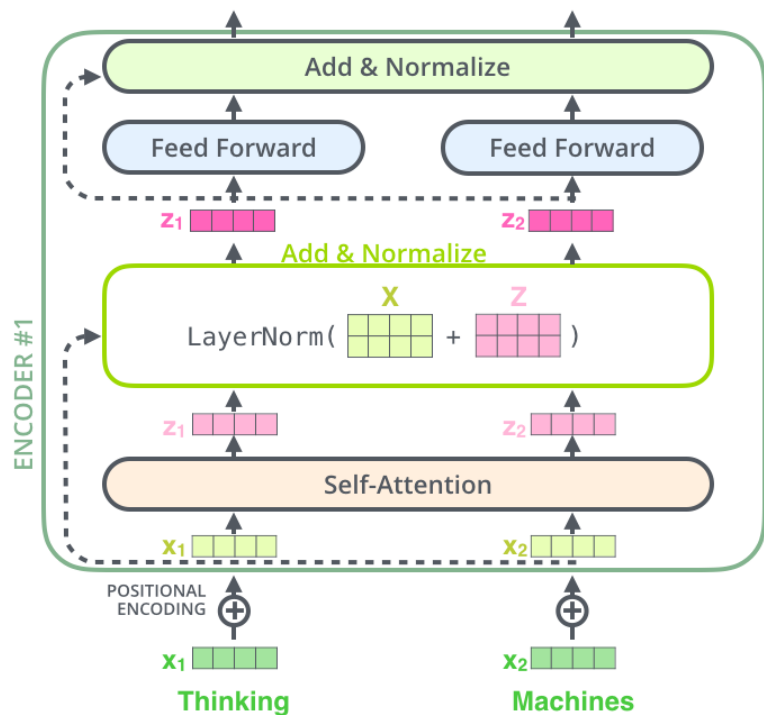 Add & Normalize
Feed Forward
Feed Forward
z1
z2
Add & Normalize
X
Z
LayerNorm( + )
ENCODER #1
z1
z2
Self-Attention
x1
x2
POSITIONAL
ENCODING
x1
x2
Thinking
Machines